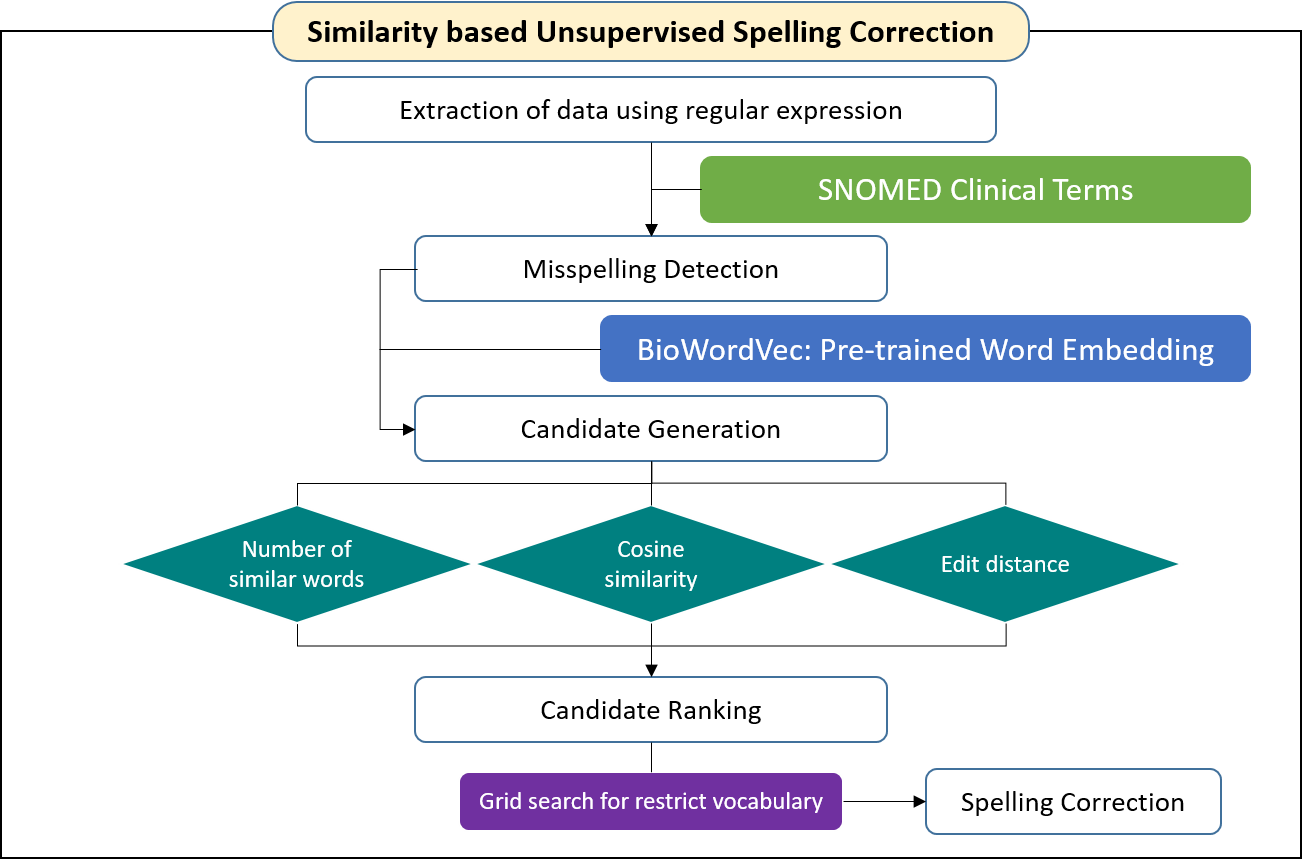 Similarity based Unsupervised Spelling Correction
Extraction of data using regular expression
SNOMED Clinical Terms
Misspelling Detection
BioWordVec: Pre-trained Word Embedding
Candidate Generation
Number of
similar words
Cosine
similarity
Edit distance
Candidate Ranking
Grid search for restrict vocabulary
Spelling Correction